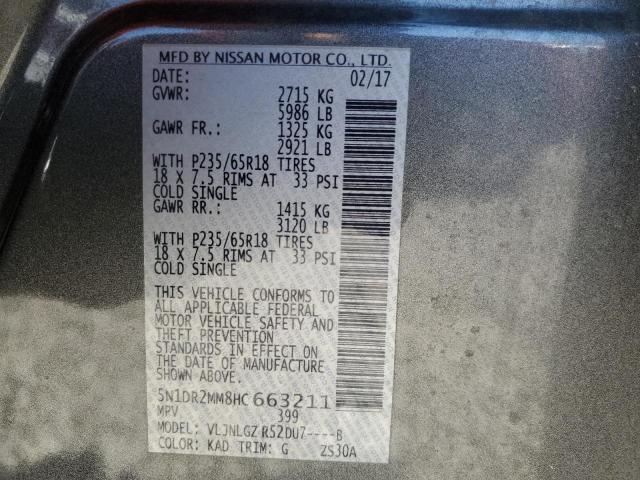 MFD BY NISSAN MOTOR CO., LTD.
DATE: 02/17
GVWR: 2715 KG
5986 LB
GAWR FR.: 1325 KG
2921 LB
WITH P235/65R18 TIRES
18 X 7.5 RIMS AT 33 PSI
COLD SINGLE
GAWR RR.: 1415 KG
3120 LB
WITH P235/65R18 TIRES
18 X 7.5 RIMS AT 33 PSI
COLD SINGLE
THIS VEHICLE CONFORMS TO
ALL APPLICABLE FEDERAL
MOTOR VEHICLE SAFETY AND
THEFT PREVENTION
STANDARDS IN EFFECT ON
THE DATE OF MANUFACTURE
SHOWN ABOVE.
5N1DR2MM8HC663211
MPV 399
MODEL: VLJNLGZ R52DU7----B
COLOR: KAD TRIM: G ZS30A